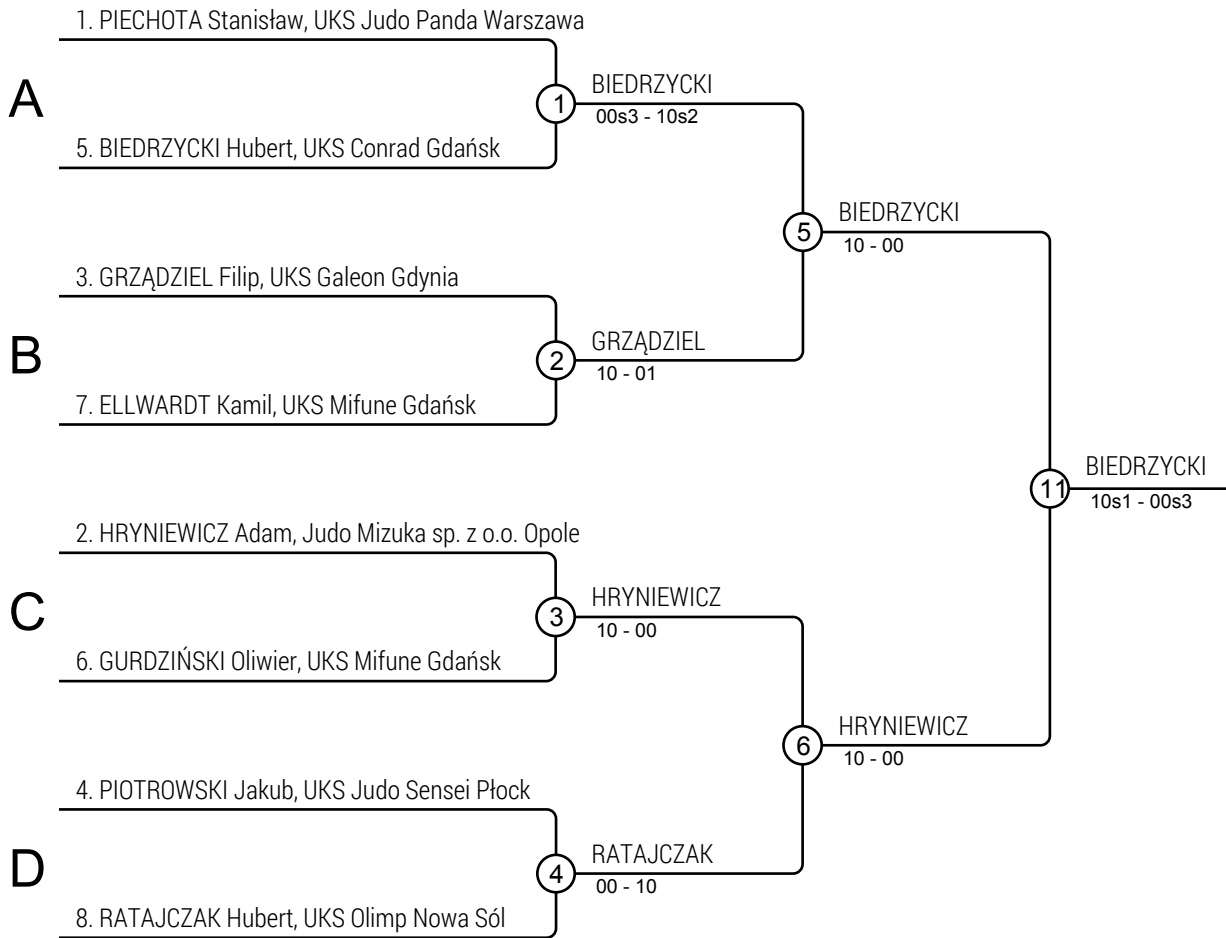 1. PIECHOTA Stanisław, UKS Judo Panda Warszawa
A
1
BIEDRZYCKI
00s3 - 10s2
5. BIEDRZYCKI Hubert, UKS Conrad Gdańsk
5
BIEDRZYCKI
10 - 00
3. GRZĄDZIEL Filip, UKS Galeon Gdynia
B
2
GRZĄDZIEL
10 - 01
7. ELLWARDT Kamil, UKS Mifune Gdańsk
11
BIEDRZYCKI
10s1 - 00s3
2. HRYNIEWICZ Adam, Judo Mizuka sp. z o.o. Opole
C
3
HRYNIEWICZ
10 - 00
6. GURDZIŃSKI Oliwier, UKS Mifune Gdańsk
6
HRYNIEWICZ
10 - 00
4. PIOTROWSKI Jakub, UKS Judo Sensei Płock
D
4
RATAJCZAK
00 - 10
8. RATAJCZAK Hubert, UKS Olimp Nowa Sól